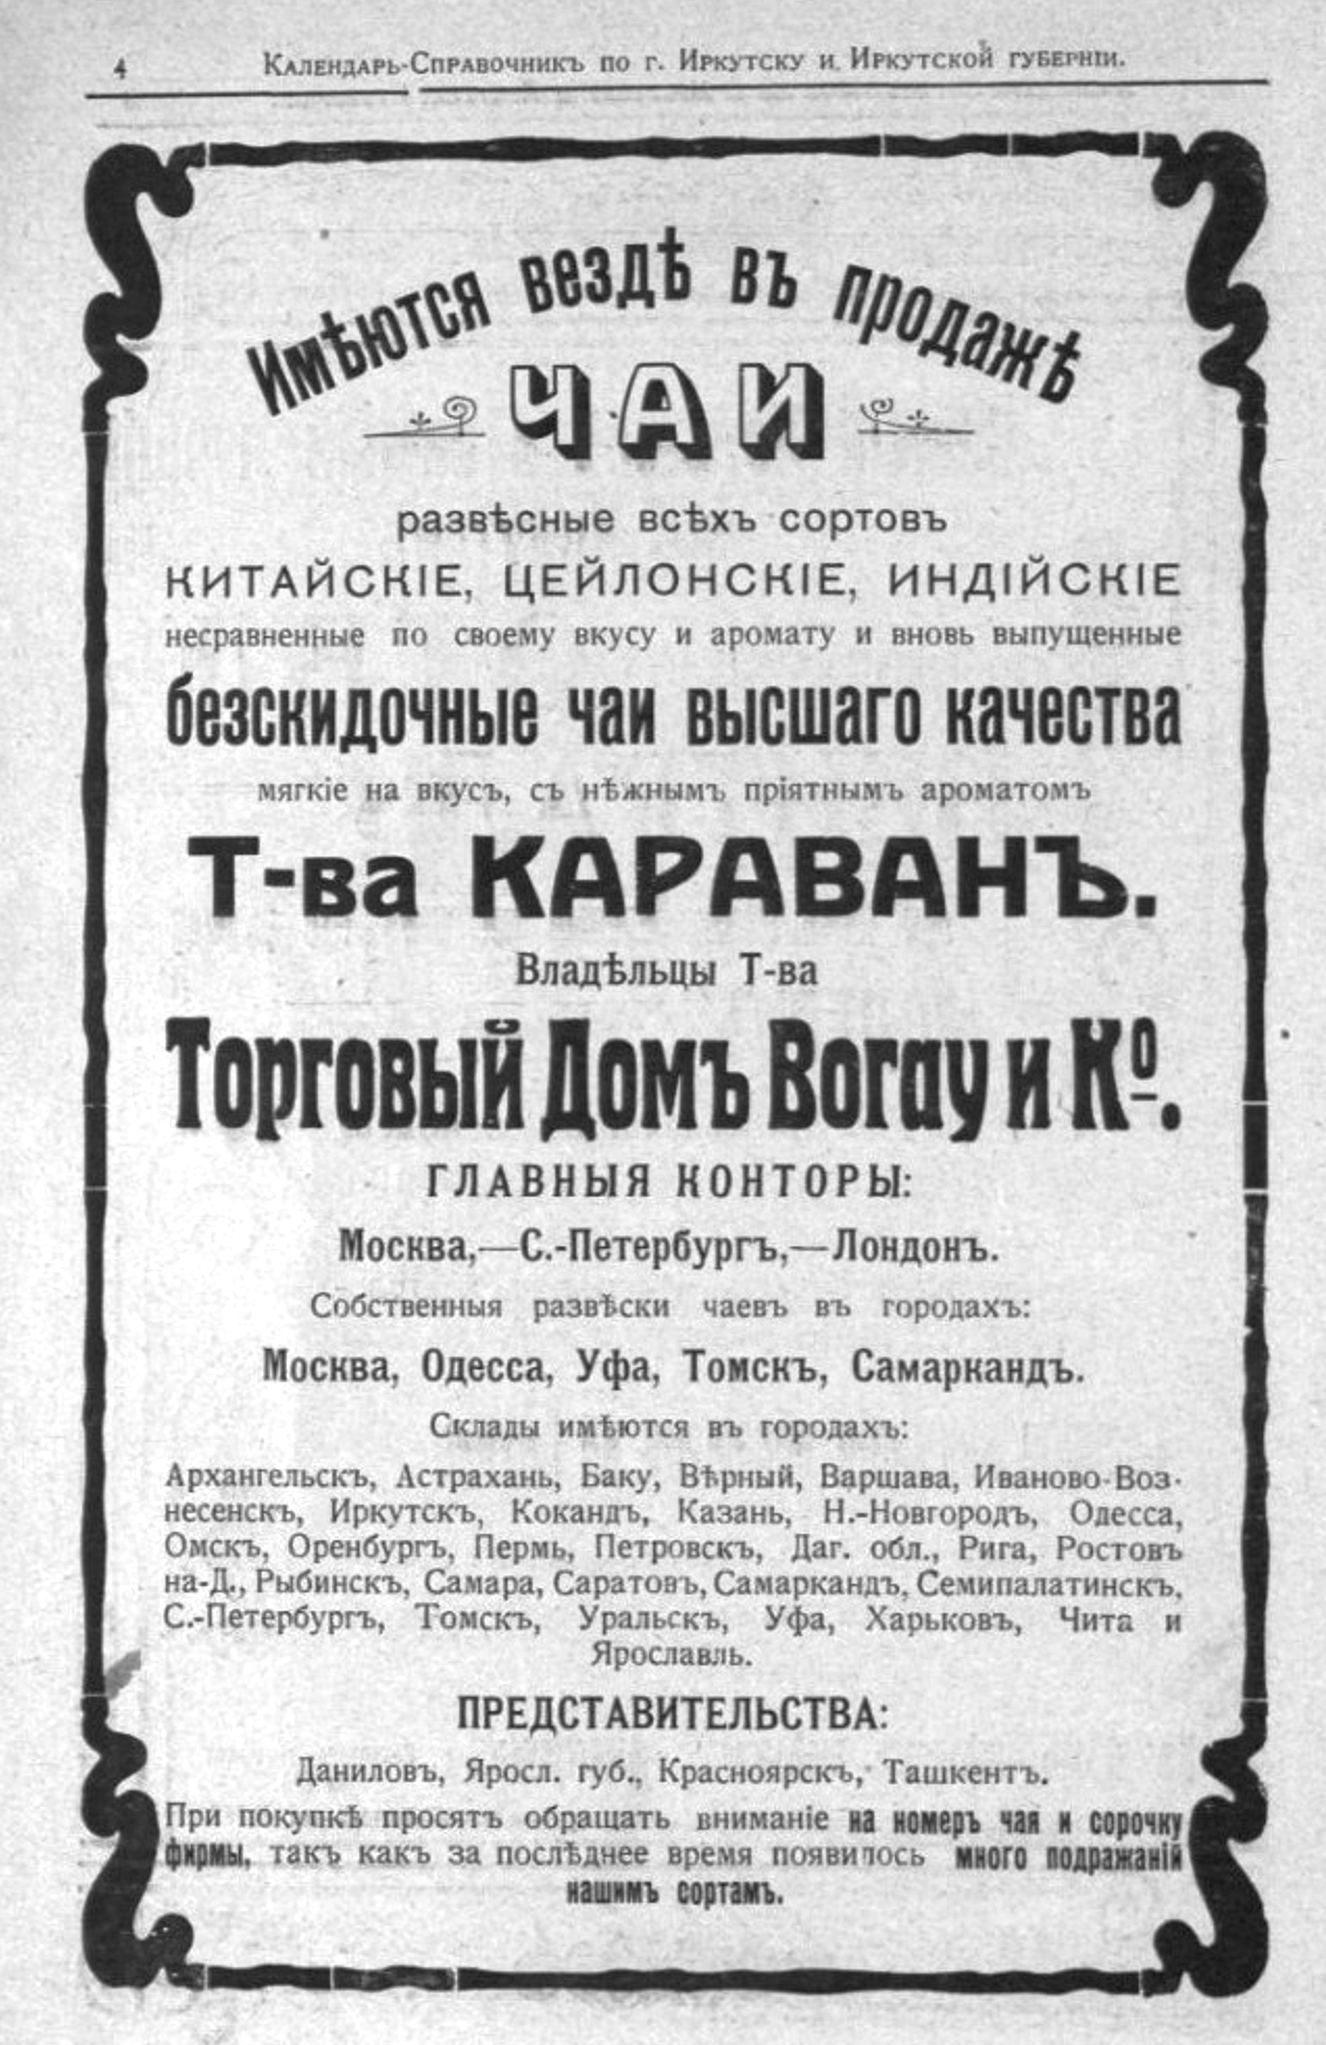 4 Календарь-Справочникъ по г. Иркутску и Иркутской губерніи.
Имѣются вездѣ въ продажѣ
ЧАИ
развѣсные всѣхъ сортовъ
КИТАЙСКІЕ, ЦЕЙЛОНСКІЕ, ИНДІЙСКІЕ
несравненные по своему вкусу и аромату и вновь выпущенные
безскидочные чаи высшаго качества
мягкіе на вкусъ, съ нѣжнымъ пріятнымъ ароматомъ
Т-ва КАРАВАНЪ.
Владѣльцы Т-ва
Торговый Домъ Вогау и Кº.
ГЛАВНЫЯ КОНТОРЫ:
Москва,—С.-Петербургъ,—Лондонъ.
Собственныя развѣски чаевъ въ городахъ:
Москва, Одесса, Уфа, Томскъ, Самаркандъ.
Склады имѣются въ городахъ:
Архангельскъ, Астрахань, Баку, Вѣрный, Варшава, Иваново-Воз-
несенскъ, Иркутскъ, Кокандъ, Казань, Н.-Новгородъ, Одесса,
Омскъ, Оренбургъ, Пермь, Петровскъ, Даг. обл., Рига, Ростовъ
на-Д., Рыбинскъ, Самара, Саратовъ, Самаркандъ, Семипалатинскъ,
С.-Петербургъ, Томскъ, Уральскъ, Уфа, Харьковъ, Чита и
Ярославль.
ПРЕДСТАВИТЕЛЬСТВА:
Даниловъ, Яросл. губ., Красноярскъ, Ташкентъ.
При покупкѣ просятъ обращать вниманіе на номеръ чая и сорочку
фирмы, такъ какъ за послѣднее время появилось много подражаній
нашимъ сортамъ.